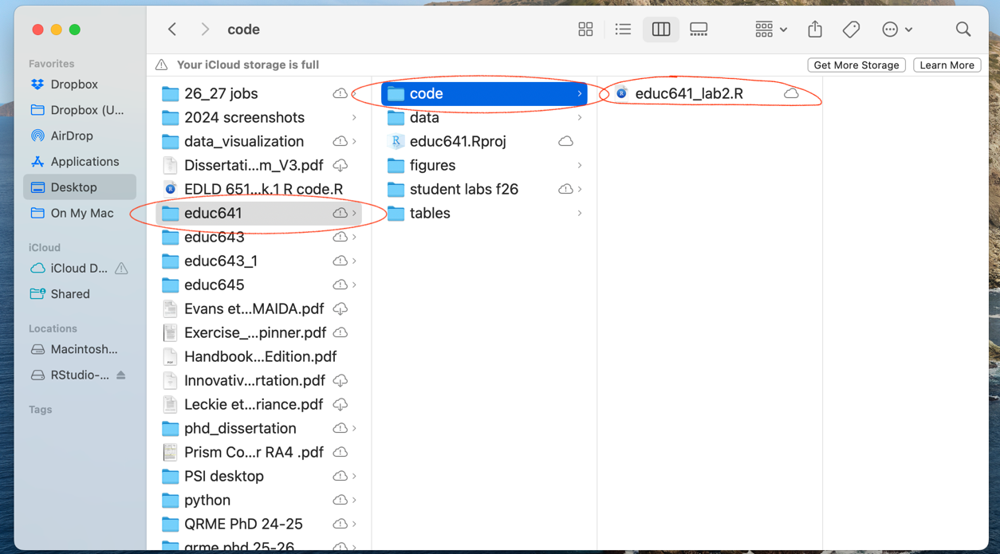 code
Your iCloud storage is full
Get More Storage
Learn More
Favorites
Dropbox
Dropbox (U...
AirDrop
Applications
Desktop
On My Mac
iCloud
iCloud D...
Shared
Locations
Macintosh...
RStudio-...
Tags
26_27 jobs
2024 screenshots
data_visualization
Dissertati...m_V3.pdf
EDLD 651...k.1 R code.R
educ641
educ643
educ643_1
educ645
Evans et...MAIDA.pdf
Exercise_...pinner.pdf
Handbook...Edition.pdf
Innovativ...rtation.pdf
Leckie et...riance.pdf
phd_dissertation
Prism Co...r RA4 .pdf
PSI desktop
python
QRME PhD 24-25
qrme phd 25-26
code
data
educ641.Rproj
figures
student labs f26
tables
educ641_lab2.R